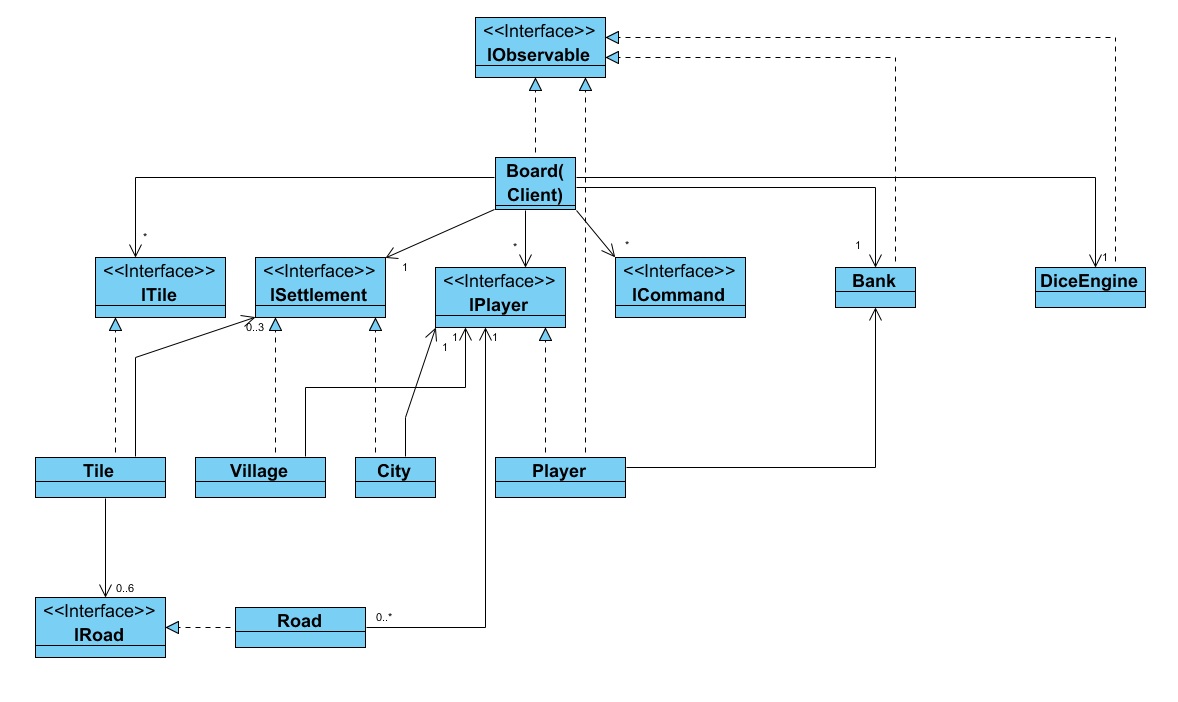 <<Interface>>
IObservable
Board(
Client)
*
1
*
*
1
1
<<Interface>>
ITile
<<Interface>>
ISettlement
<<Interface>>
IPlayer
<<Interface>>
ICommand
Bank
DiceEngine
0..3
1
1
1
Tile
Village
City
Player
0..6
<<Interface>>
IRoad
Road
0..*